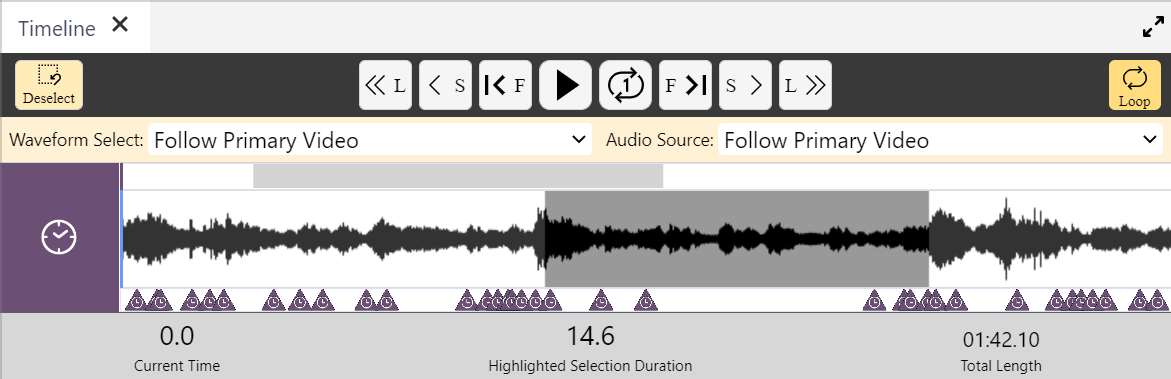 Timeline
Deselect
L S F 1 F S L
Loop
Waveform Select: Follow Primary Video Audio Source: Follow Primary Video
0.0 14.6 01:42.10
Current Time Highlighted Selection Duration Total Length